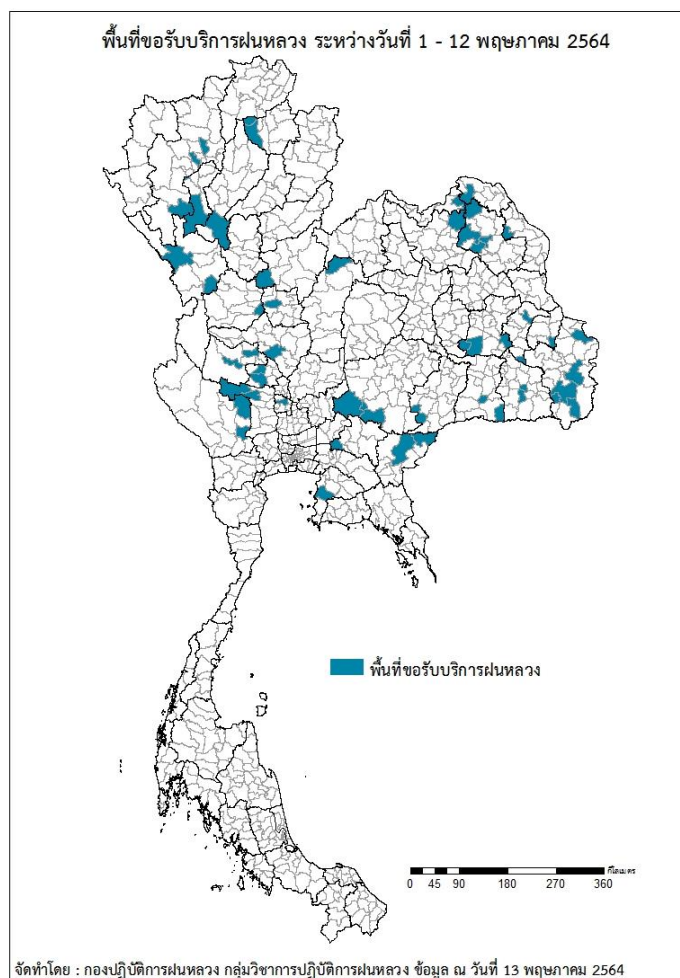 พื้นที่ขอรับบริการฝนหลวง ระหว่างวันที่ 1 - 12 พฤษภาคม 2564
พื้นที่ขอรับบริการฝนหลวง
กิโลเมตร
0 45 90 180 270 360
จัดทำโดย : กองปฏิบัติการฝนหลวง กลุ่มวิชาการปฏิบัติการฝนหลวง ข้อมูล ณ วันที่ 13 พฤษภาคม 2564